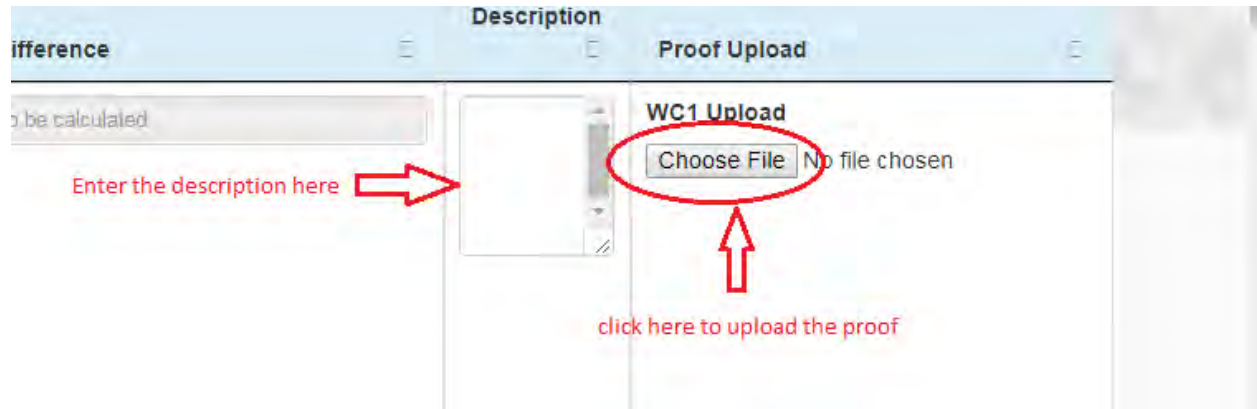 Description
ifference
Proof Upload
o be calculated
WC1 Upload
Choose File No file chosen
Enter the description here
click here to upload the proof